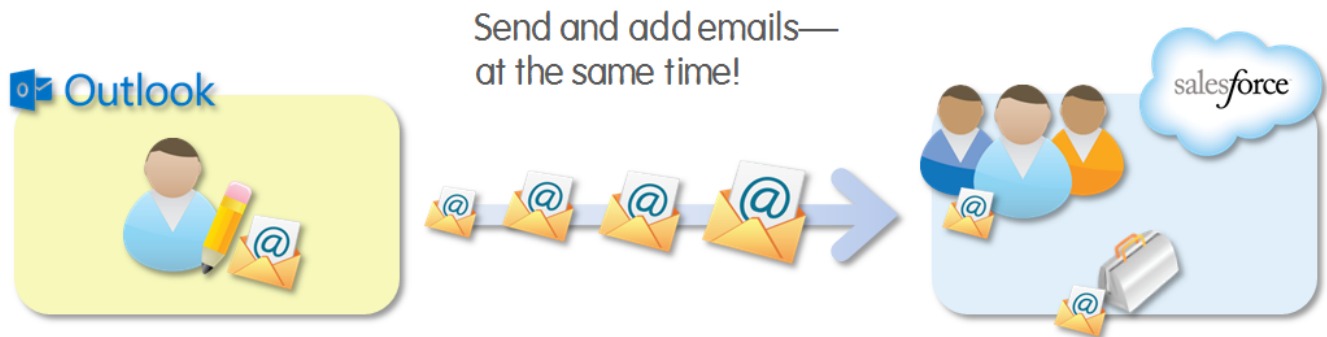 Send and add emails—
at the same time!
Outlook
salesforce
@
@
@
@
@
@
@